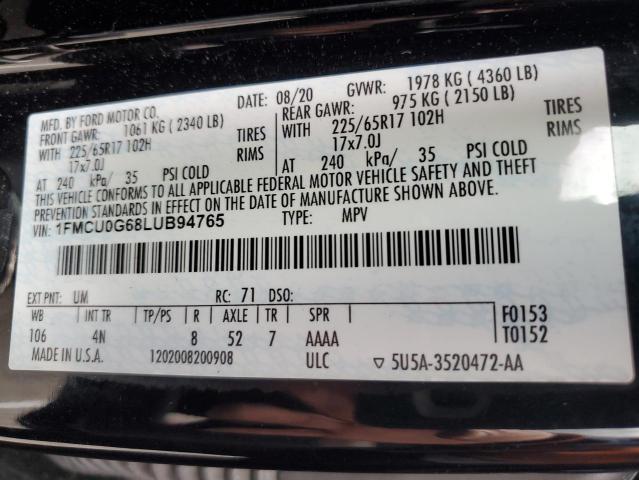 MFD. BY FORD MOTOR CO.
DATE: 08/20 GVWR: 1978 KG ( 4360 LB)
FRONT GAWR: 1061 KG ( 2340 LB) REAR GAWR: 975 KG ( 2150 LB)
WITH 225/65R17 102H TIRES WITH 225/65R17 102H TIRES
17x7.0J RIMS 17x7.0J RIMS
AT 240 kPa/ 35 PSI COLD AT 240 kPa/ 35 PSI COLD
THIS VEHICLE CONFORMS TO ALL APPLICABLE FEDERAL MOTOR VEHICLE SAFETY AND THEFT
PREVENTION STANDARDS IN EFFECT ON THE DATE OF MANUFACTURE SHOWN ABOVE.
VIN: 1FMCU0G68LUB94765 TYPE: MPV
EXT PNT: UM RC: 71 DSO:
WB INT TR TP/PS R AXLE TR SPR F0153
106 4N 8 52 7 AAAA T0152
MADE IN U.S.A. 1202008200908 ULC ▽ 5U5A-3520472-AA